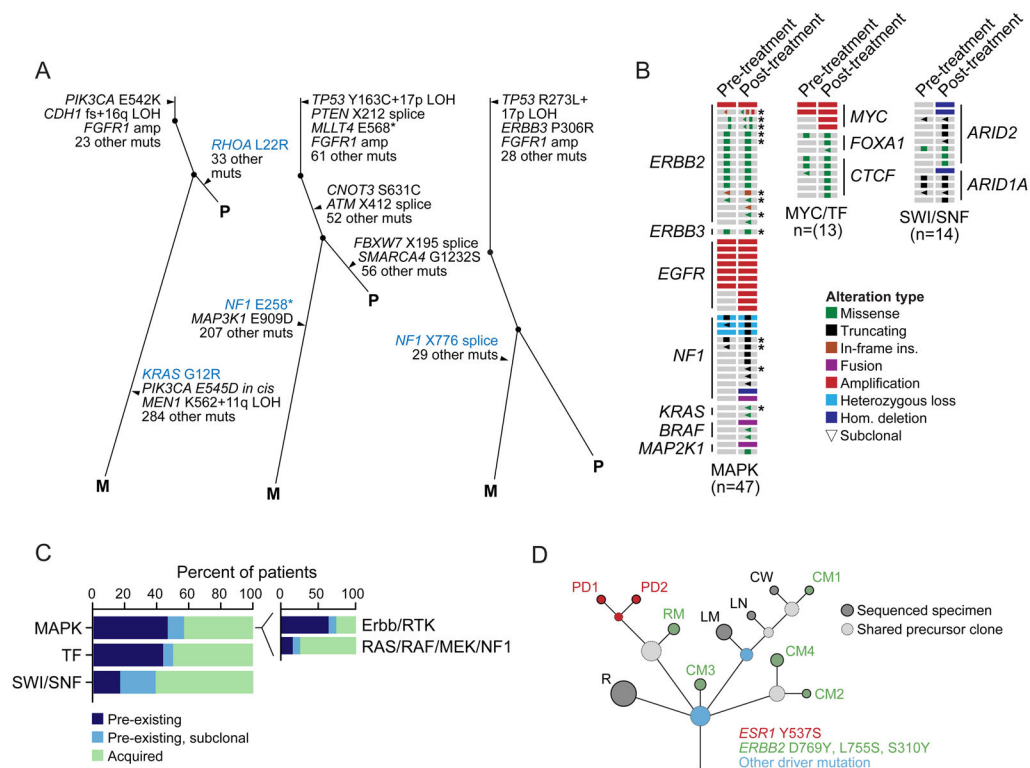 A
PIK3CA E542K
CDH1 fs+16q LOH
FGFR1 amp
23 other muts
RHOA L22R
33 other
muts
P
KRAS G12R
PIK3CA E545D in cis
MEN1 K562+11q LOH
284 other muts
M
TP53 Y163C+17p LOH
PTEN X212 splice
MLLT4 E568*
FGFR1 amp
61 other muts
CNOT3 S631C
ATM X412 splice
52 other muts
FBXW7 X195 splice
SMARCA4 G1232S
56 other muts
P
NF1 E258*
MAP3K1 E909D
207 other muts
M
TP53 R273L+
17p LOH
ERBB3 P306R
FGFR1 amp
28 other muts
NF1 X776 splice
29 other muts
P
M
B
Pre-treatment
Post-treatment
ERBB2
*
*
*
*
*
*
*
ERBB3
*
EGFR
NF1
*
*
*
KRAS
*
BRAF
MAP2K1
MAPK
(n=47)
Pre-treatment
Post-treatment
MYC
FOXA1
CTCF
MYC/TF
n=(13)
Pre-treatment
Post-treatment
ARID2
ARID1A
SWI/SNF
(n=14)
Alteration type
Missense
Truncating
In-frame ins.
Fusion
Amplification
Heterozygous loss
Hom. deletion
Subclonal
C
Percent of patients
0 20 40 60 80 100
0 50 100
MAPK
TF
SWI/SNF
Erbb/RTK
RAS/RAF/MEK/NF1
Pre-existing
Pre-existing, subclonal
Acquired
D
PD1
PD2
RM
R
CM3
LM
LN
CW
CM1
CM4
CM2
Sequenced specimen
Shared precursor clone
ESR1 Y537S
ERBB2 D769Y, L755S, S310Y
Other driver mutation